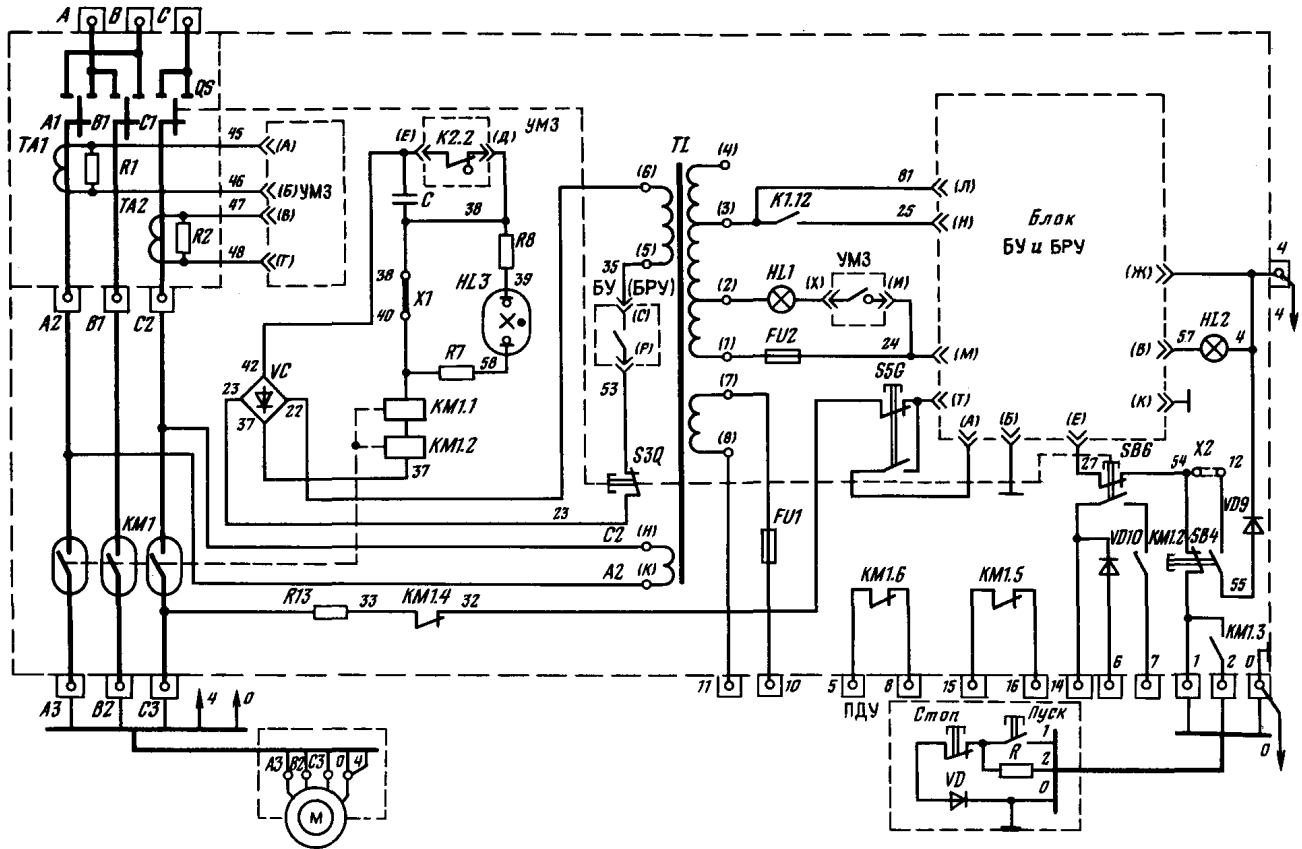 A B C
QS
A1 B1 C1
TA1
R1
45
(А)
46
(Б) УМЗ
TA2
47
(В)
R2
48
(Г)
A2 B1 C2
(Е) K2.2 (Д)
УМЗ
C
38
R8
38
39
HL3
X1
40
R7
58
42
VC
23
22
37
KM1.1
KM1.2
37
23
(6)
(5)
35
БУ (БРУ)
(С)
(Р)
53
S3Q
C2 (Н)
A2 (К)
TI
(4)
(3)
(2)
(1)
(7)
(8)
81
(Л)
K1.12
25
(Н)
HL1
УМЗ
(Х) (И)
FU2
24
(М)
S5G
(Т)
FU1
Блок
БУ и БРУ
(Ж)
4
4
HL2
57
4
(В)
(К)
(А) (Б) (Е)
SB6
27
54
X2
12
VD9
VD10
KM1.2
SB4
55
KM1
R13
33
KM1.4
32
KM1.6
KM1.5
KM1.3
A3 B2 C3
4
0
11 10
5 8
15 16 14
6 7
1 2 0
ПДУ
Стоп Пуск
R
1
2
0
VD
0
A3 B2 C3 0 4
М